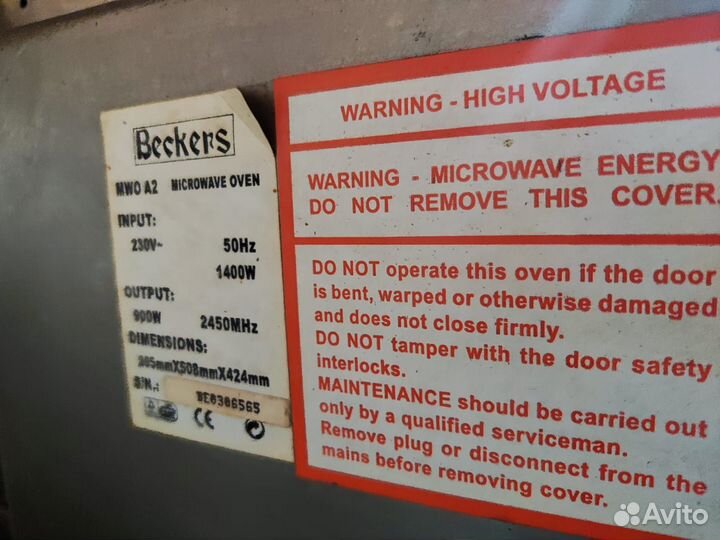 Beckers
MWO A2 MICROWAVE OVEN
INPUT:
230V~ 50Hz
1400W
OUTPUT:
900W 2450MHz
DIMENSIONS:
305mmX508mmX424mm
S/N.: BE0306565
CE
WARNING - HIGH VOLTAGE
WARNING - MICROWAVE ENERGY
DO NOT REMOVE THIS COVER.
DO NOT operate this oven if the door
is bent, warped or otherwise damaged
and does not close firmly.
DO NOT tamper with the door safety
interlocks.
MAINTENANCE should be carried out
only by a qualified serviceman.
Remove plug or disconnect from the
mains before removing cover.
Avito